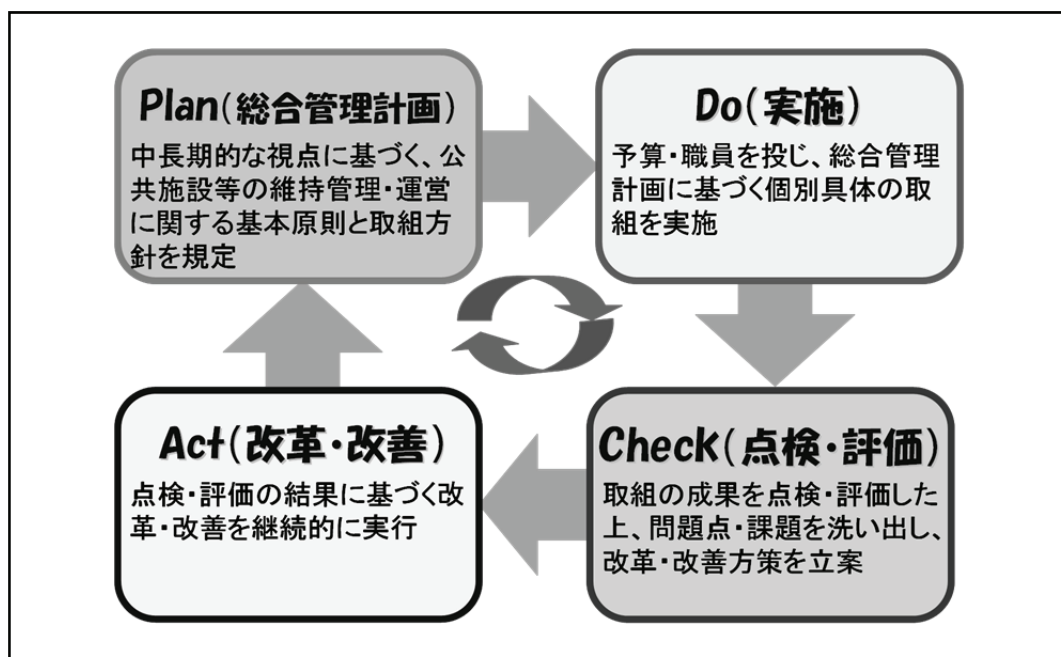 Plan(総合管理計画)
中長期的な視点に基づく、公
共施設等の維持管理・運営
に関する基本原則と取組方
針を規定
Do(実施)
予算・職員を投じ、総合管理
計画に基づく個別具体の取
組を実施
Check(点検・評価)
取組の成果を点検・評価した
上、問題点・課題を洗い出し、
改革・改善方策を立案
Act(改革・改善)
点検・評価の結果に基づく改
革・改善を継続的に実行